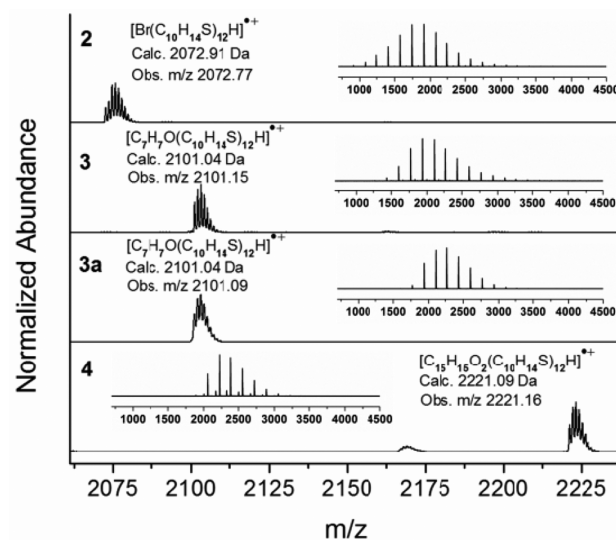 2
[Br(C₁₀H₁₄S)₁₂H]•+
Calc. 2072.91 Da
Obs. m/z 2072.77
1000 1500 2000 2500 3000 3500 4000 4500
3
[C₇H₇O(C₁₀H₁₄S)₁₂H]•+
Calc. 2101.04 Da
Obs. m/z 2101.15
1000 1500 2000 2500 3000 3500 4000 4500
3a
[C₇H₇O(C₁₀H₁₄S)₁₂H]•+
Calc. 2101.04 Da
Obs. m/z 2101.09
1000 1500 2000 2500 3000 3500 4000 4500
4
1000 1500 2000 2500 3000 3500 4000 4500
[C₁₅H₁₅O₂(C₁₀H₁₄S)₁₂H]•+
Calc. 2221.09 Da
Obs. m/z 2221.16
Normalized Abundance
2075 2100 2125 2150 2175 2200 2225
m/z